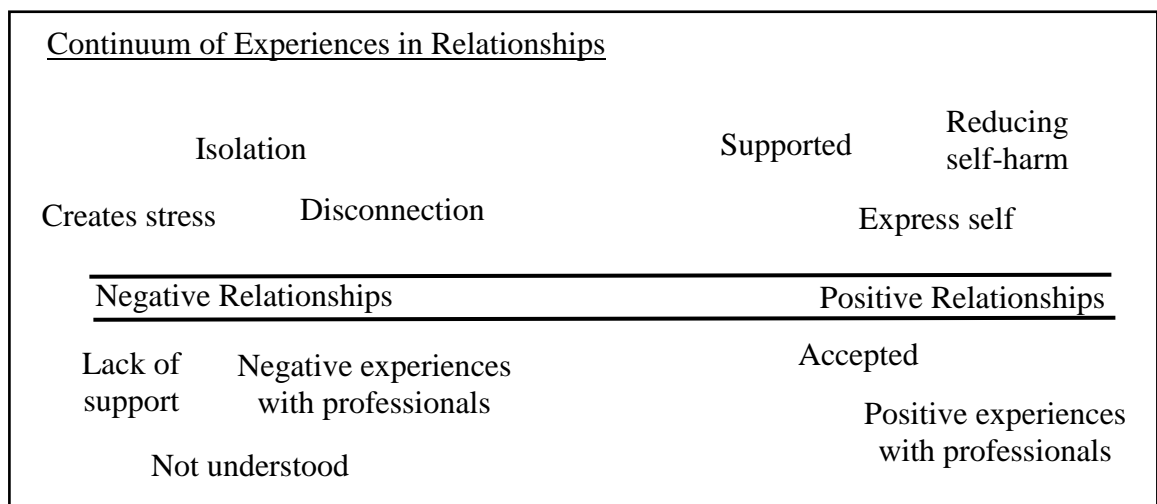 Continuum of Experiences in Relationships
Isolation
Supported
Reducing
self-harm
Creates stress
Disconnection
Express self
Negative Relationships
Positive Relationships
Lack of
support
Negative experiences
with professionals
Accepted
Positive experiences
with professionals
Not understood